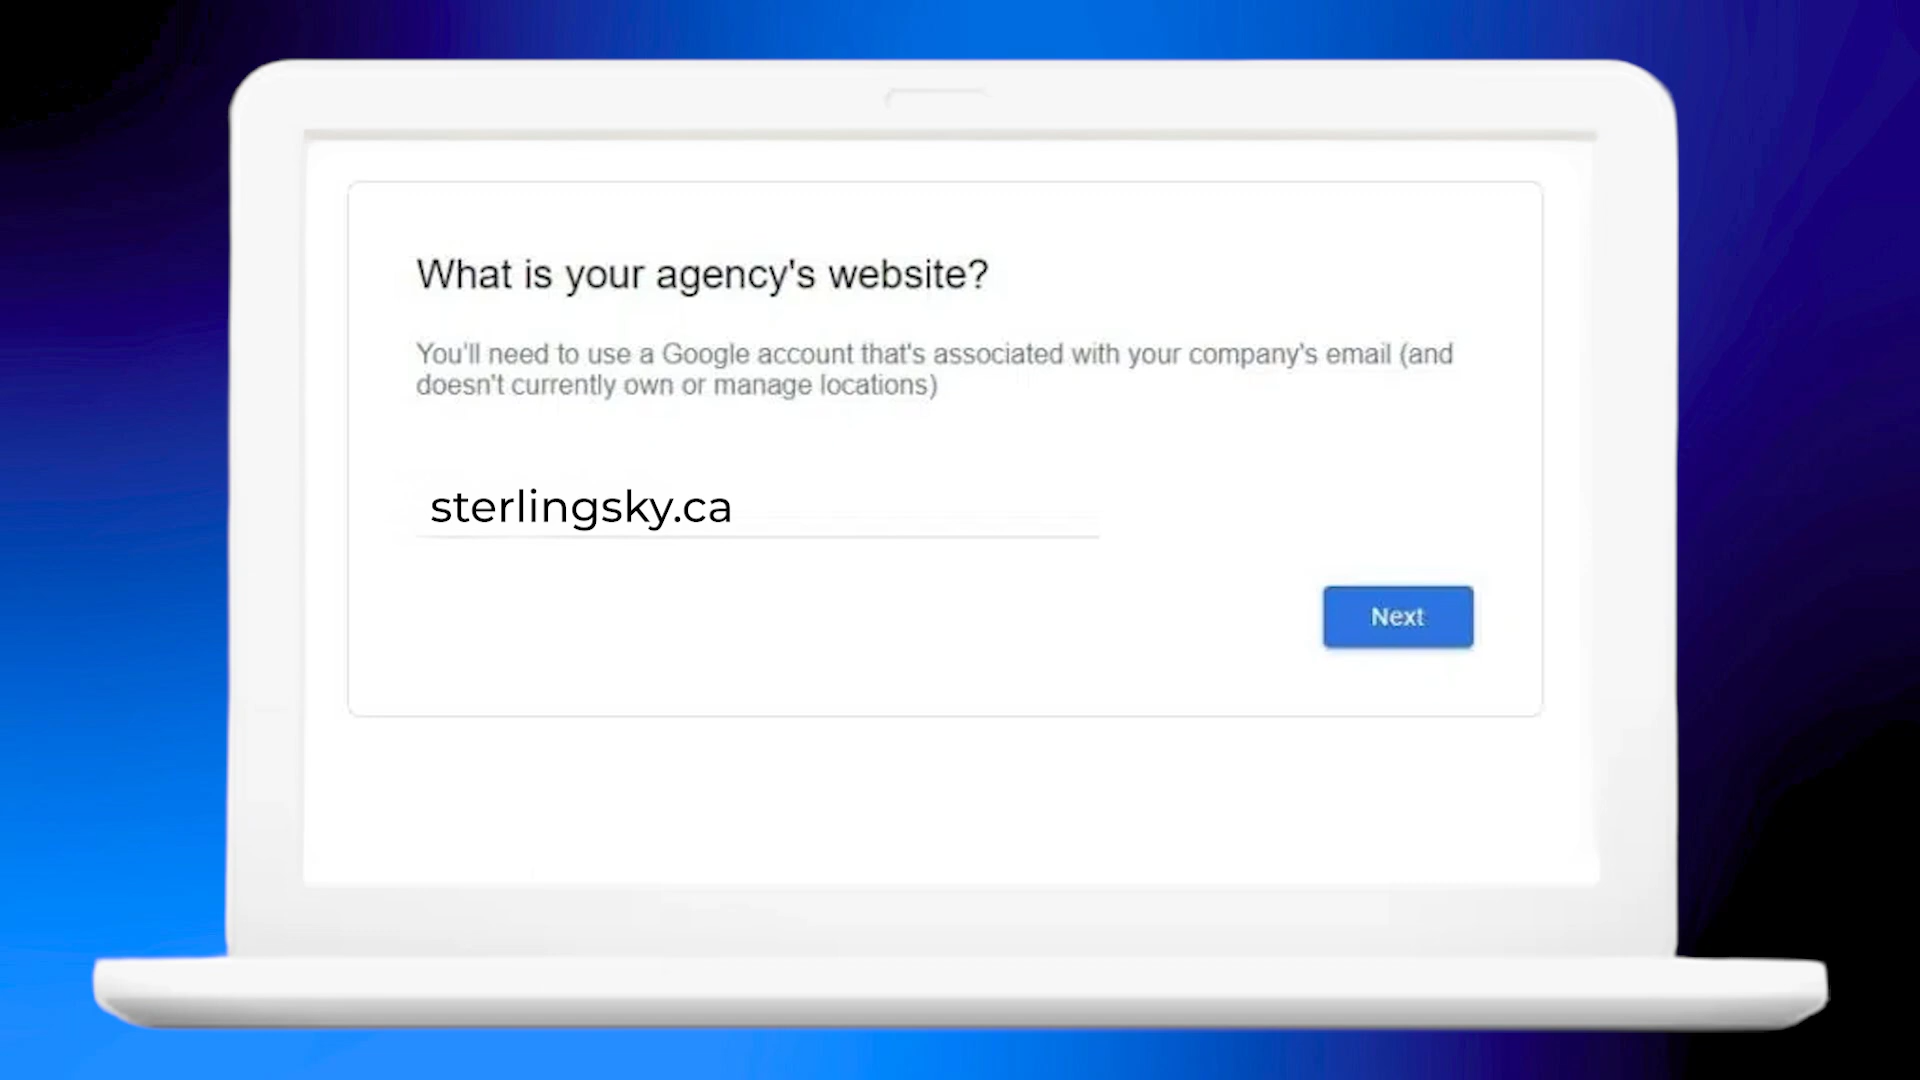 What is your agency's website?
You'll need to use a Google account that's associated with your company's email (and
doesn't currently own or manage locations)
sterlingsky.ca
Next